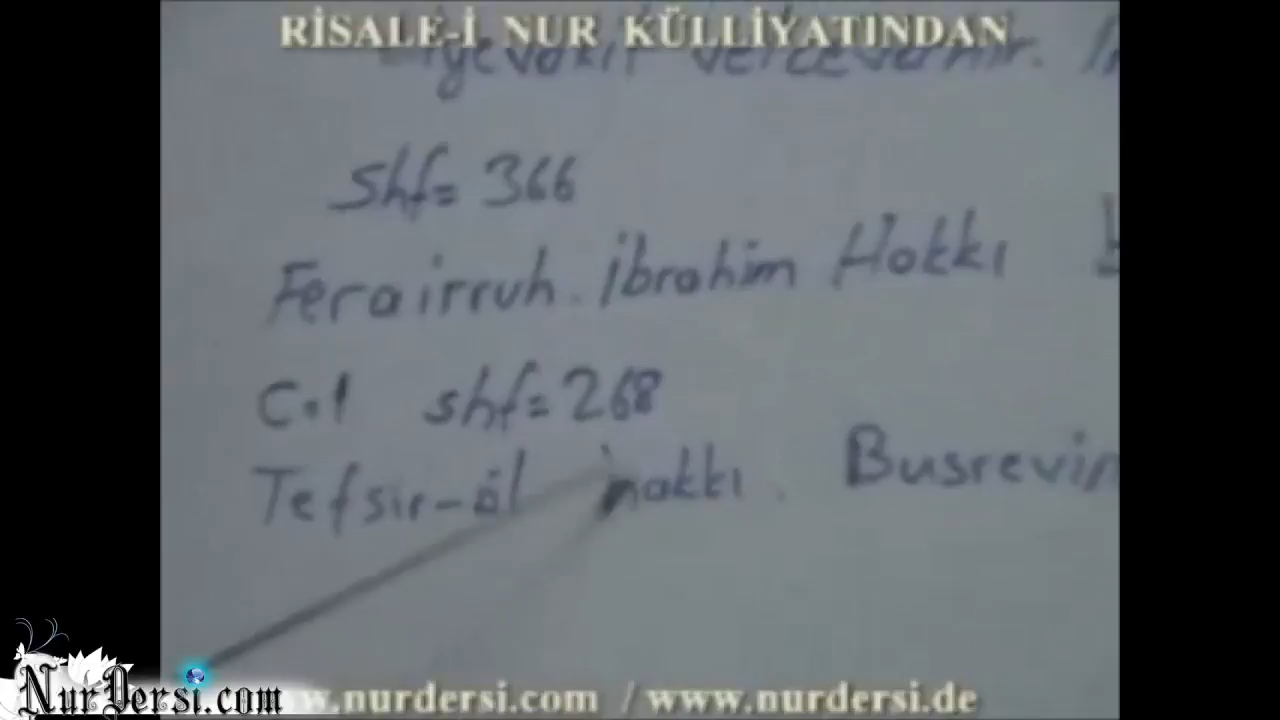 RİSALE-İ NUR KÜLLİYATINDAN
shf= 366
Ferairruh. İbrahim Hakkı
C.1 shf=268
Tefsir-öl hakkı. Busrevin
NurDersi.com www.nurdersi.com / www.nurdersi.de